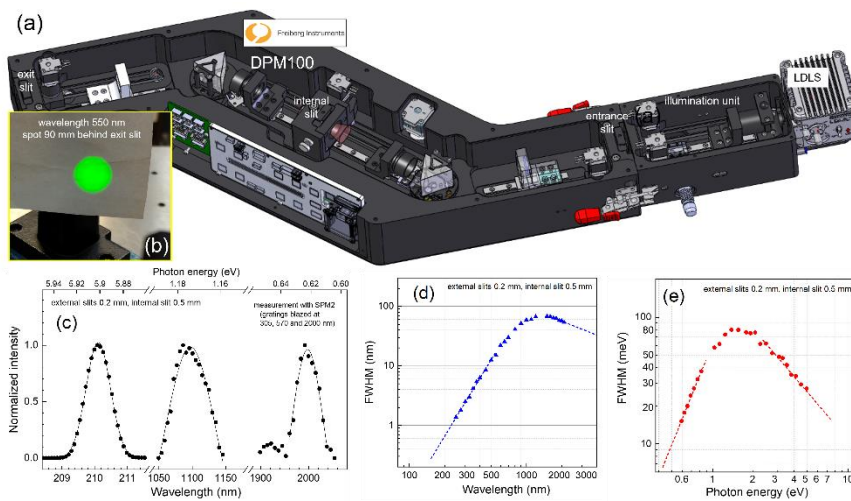 (a)
Freiberg Instruments
DPM100
exit
slit
internal
slit
entrance
slit
illumination unit
LDLS
wavelength 550 nm
spot 90 mm behind exit slit
(b)
Photon energy (eV)
5.94 5.92 5.9 5.88 1.18 1.16 0.64 0.62 0.60
external slits 0.2 mm, internal slit 0.5 mm
measurement with SPM2
(gratings blazed at
305, 570 and 2000 nm)
(c)
Normalized intensity
1.0
0.5
0.0
209 210 211 1050 1100 1150 1900 2000
Wavelength (nm)
(d)
external slits 0.2 mm, internal slit 0.5 mm
FWHM (nm)
100
10
1
100 200 300 500 1000 2000 3000
Wavelength (nm)
(e)
external slits 0.2 mm, internal slit 0.5 mm
FWHM (meV)
100
80
50
30
10
0.6 1 2 3 4 5 6 10
Photon energy (eV)